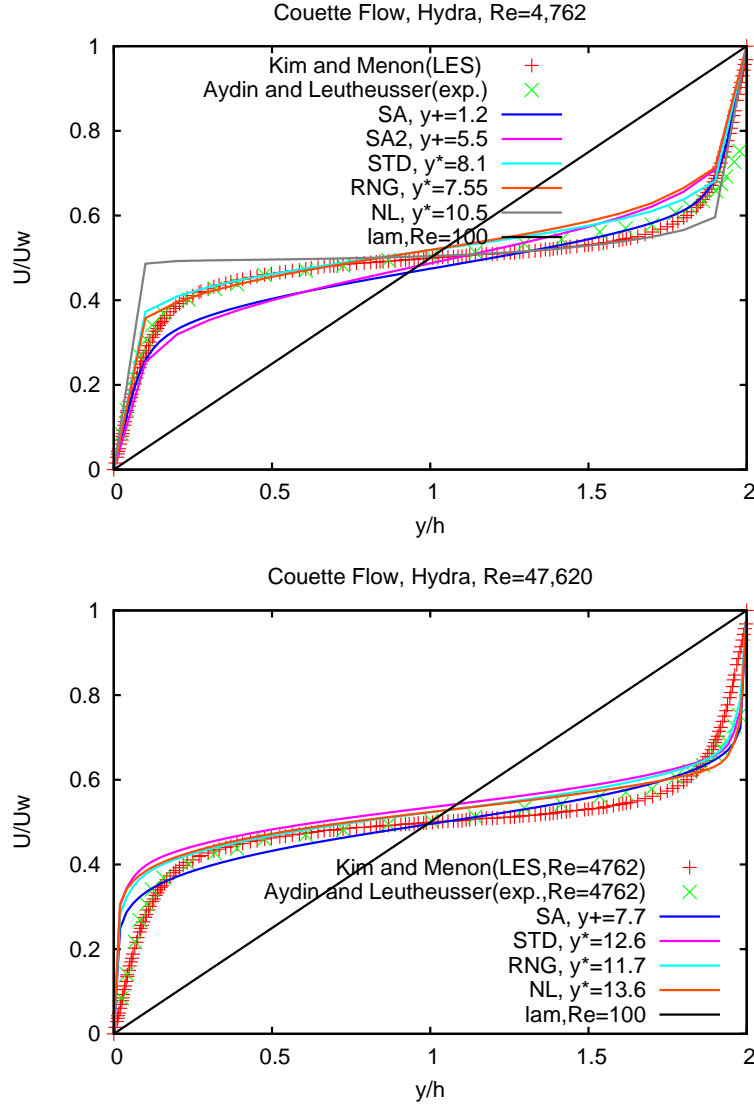 Couette Flow, Hydra, Re=4,762
1
Kim and Menon(LES)
Aydin and Leutheusser(exp.)
SA, y+=1.2
0.8
SA2, y+=5.5
STD, y*=8.1
RNG, y*=7.55
0.6
NL, y*=10.5
lam,Re=100
U/Uw
0.4
0.2
0
0 0.5 1 1.5 2
y/h
Couette Flow, Hydra, Re=47,620
1
0.8
0.6
U/Uw
0.4
Kim and Menon(LES,Re=4762)
Aydin and Leutheusser(exp.,Re=4762)
SA, y+=7.7
0.2
STD, y*=12.6
RNG, y*=11.7
NL, y*=13.6
lam,Re=100
0
0 0.5 1 1.5 2
y/h